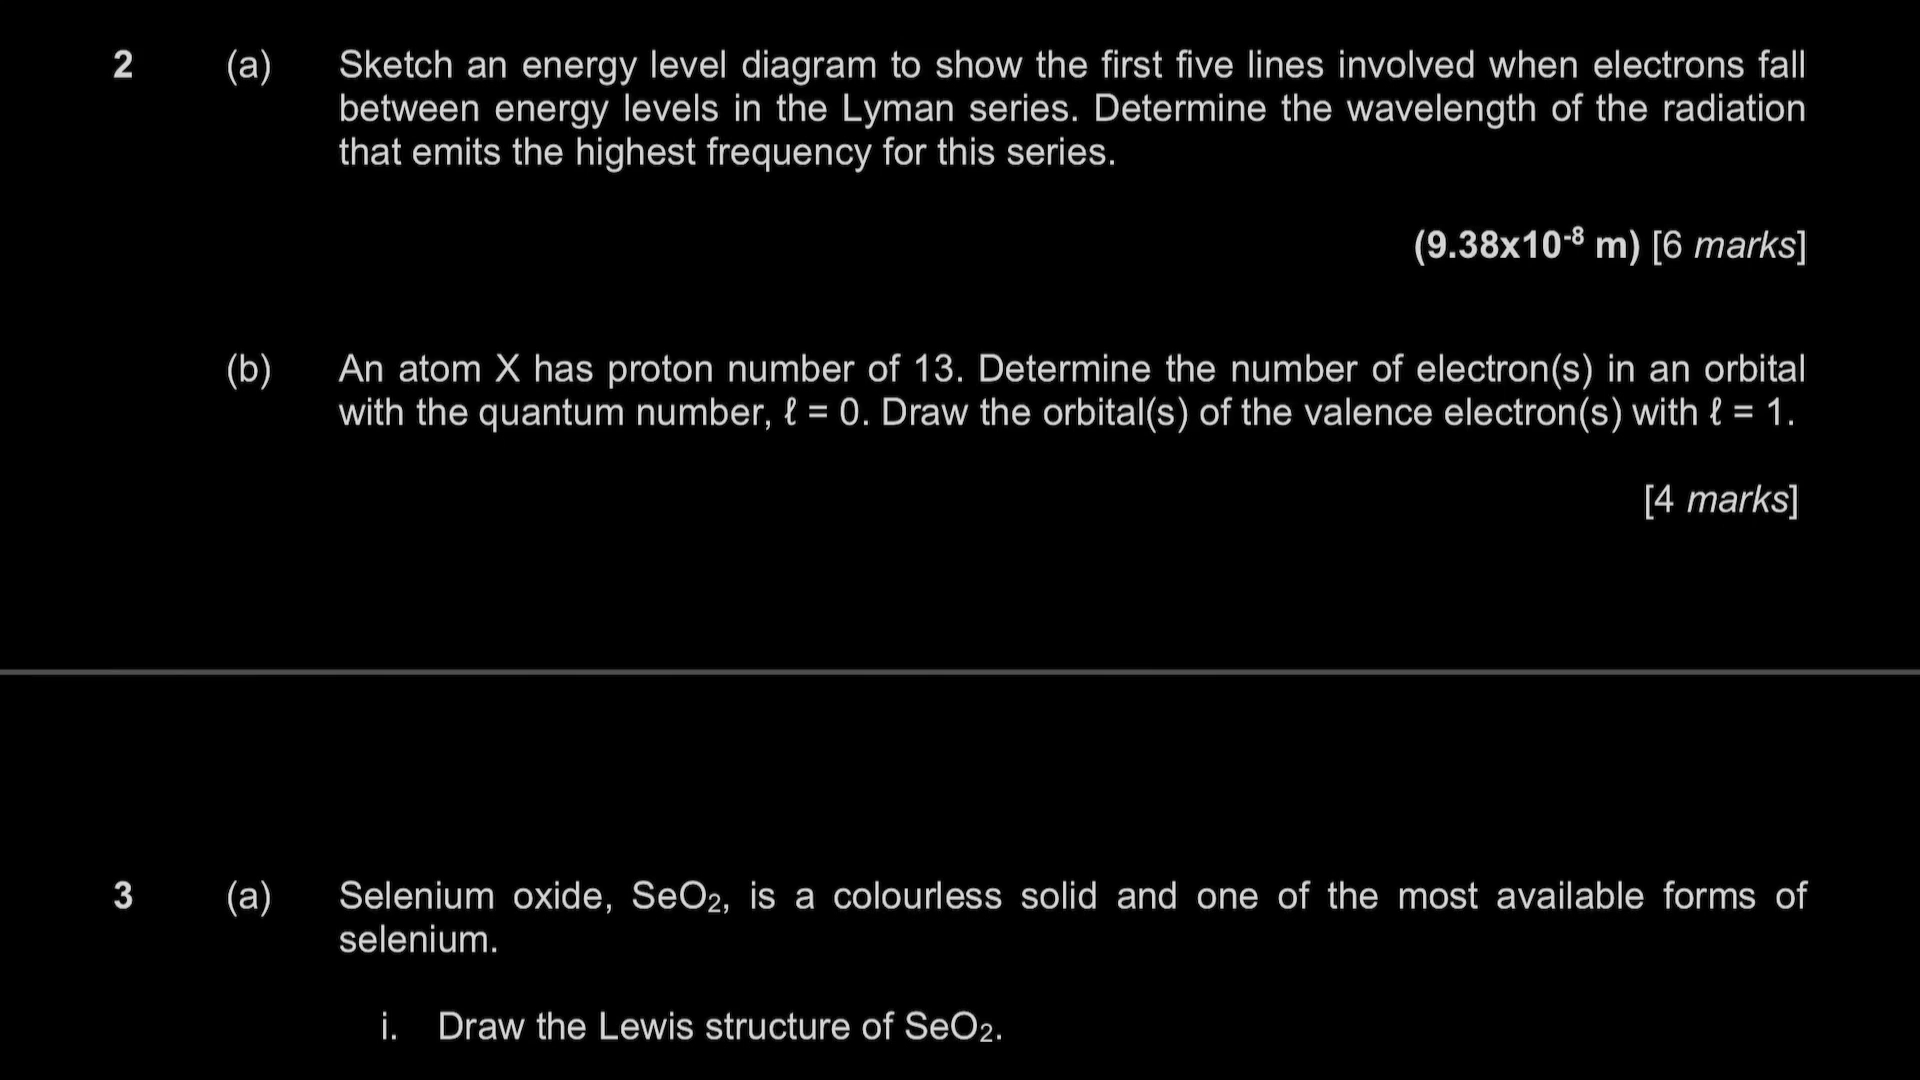 2 (a) Sketch an energy level diagram to show the first five lines involved when electrons fall
between energy levels in the Lyman series. Determine the wavelength of the radiation
that emits the highest frequency for this series.
(9.38x10⁻⁸ m) [6 marks]
(b) An atom X has proton number of 13. Determine the number of electron(s) in an orbital
with the quantum number, ℓ = 0. Draw the orbital(s) of the valence electron(s) with ℓ = 1.
[4 marks]
3 (a) Selenium oxide, SeO₂, is a colourless solid and one of the most available forms of
selenium.
i. Draw the Lewis structure of SeO₂.